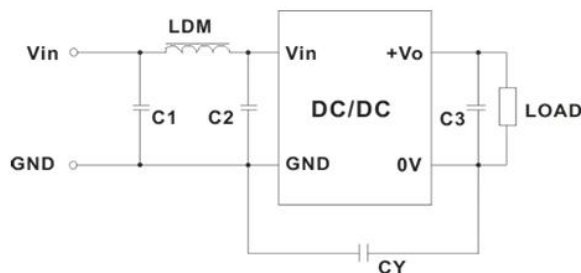 LDM
Vin
Vin
+Vo
C1
C2
DC/DC
C3
LOAD
GND
GND
0V
CY